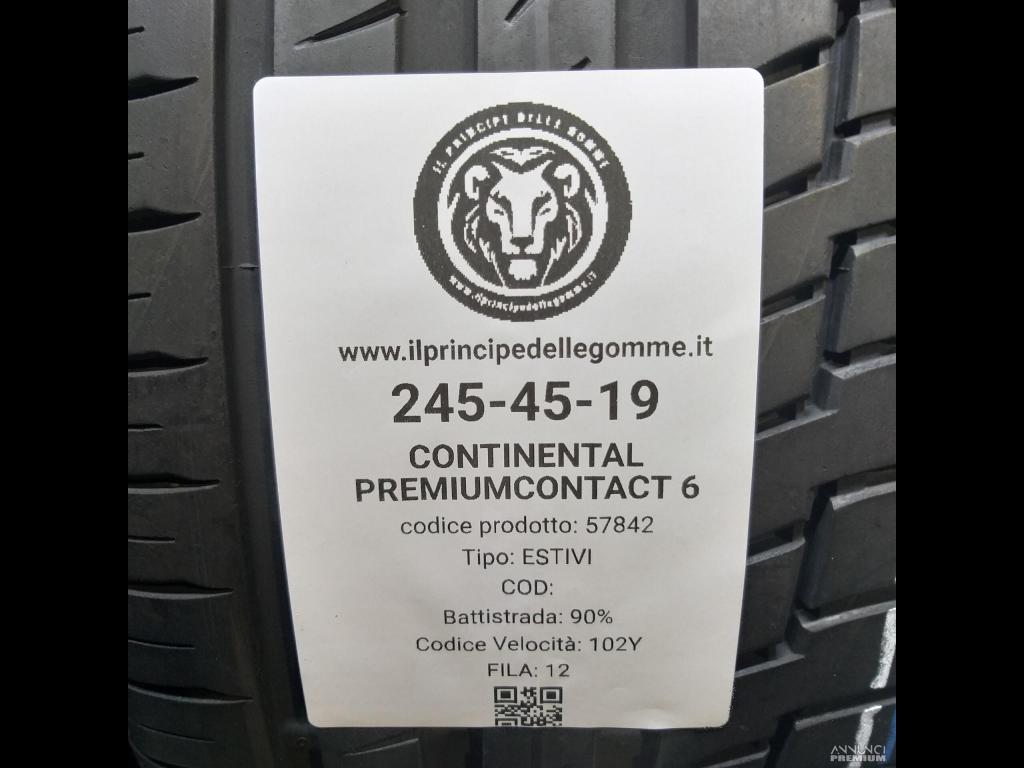 IL PRINCIPE DELLE GOMME
www.ilprincipedellegomme.it
www.ilprincipedellegomme.it
245-45-19
CONTINENTAL
PREMIUMCONTACT 6
codice prodotto: 57842
Tipo: ESTIVI
COD:
Battistrada: 90%
Codice Velocità: 102Y
FILA: 12
ANNUNCI
PREMIUM